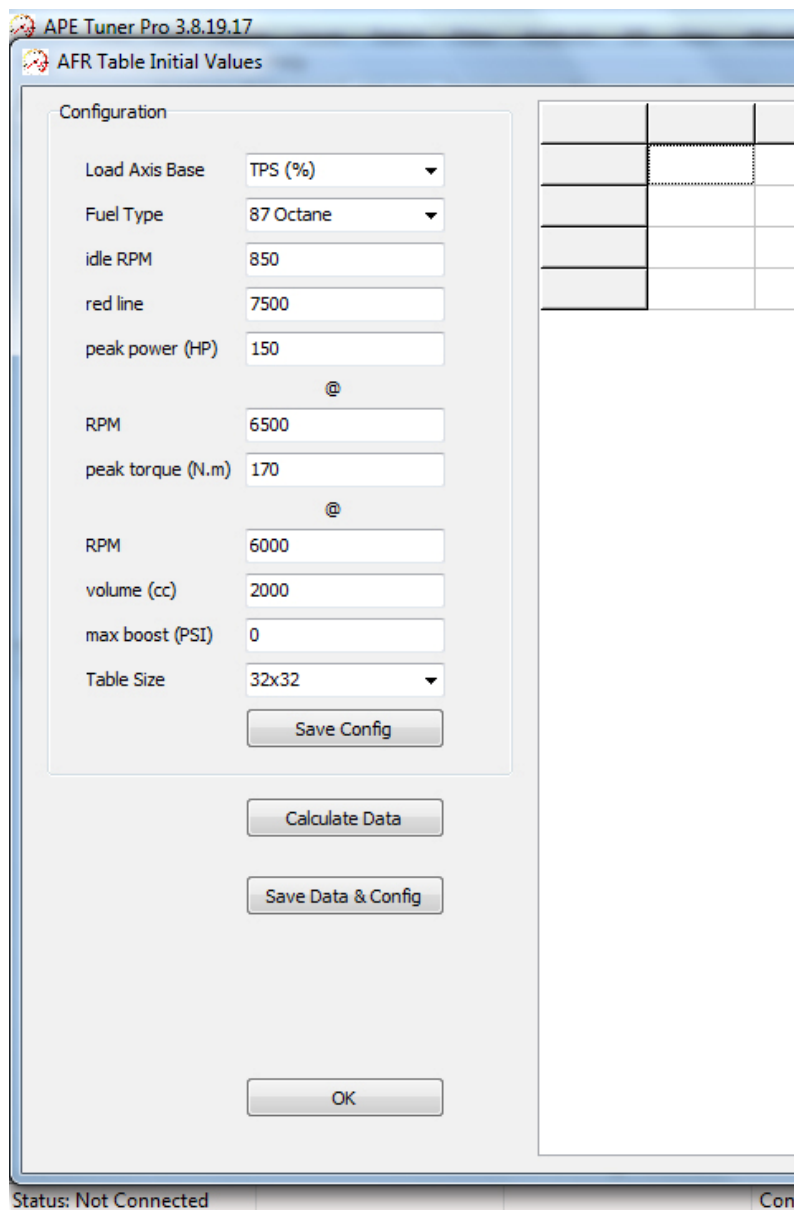 APE Tuner Pro 3.8.19.17
AFR Table Initial Values
Configuration
Load Axis Base TPS (%)
Fuel Type 87 Octane
idle RPM 850
red line 7500
peak power (HP) 150
@
RPM 6500
peak torque (N.m) 170
@
RPM 6000
volume (cc) 2000
max boost (PSI) 0
Table Size 32x32
Save Config
Calculate Data
Save Data & Config
OK
Status: Not Connected Con